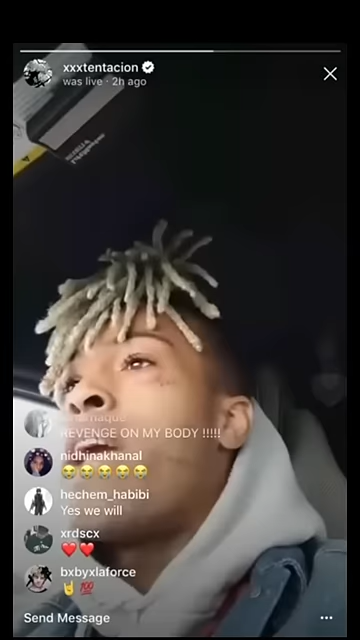 xxxtentacion
was live · 2h ago
REVENGE ON MY BODY !!!!!
nidhinakhanal
😂😂😂😂😂
hechem_habibi
Yes we will
xrdscx
❤️❤️
bxbyxlaforce
🤘💯
Send Message